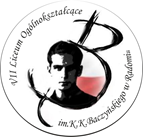 VII Liceum Ogólnokształcące
im. K.K. Baczyńskiego w Radomiu